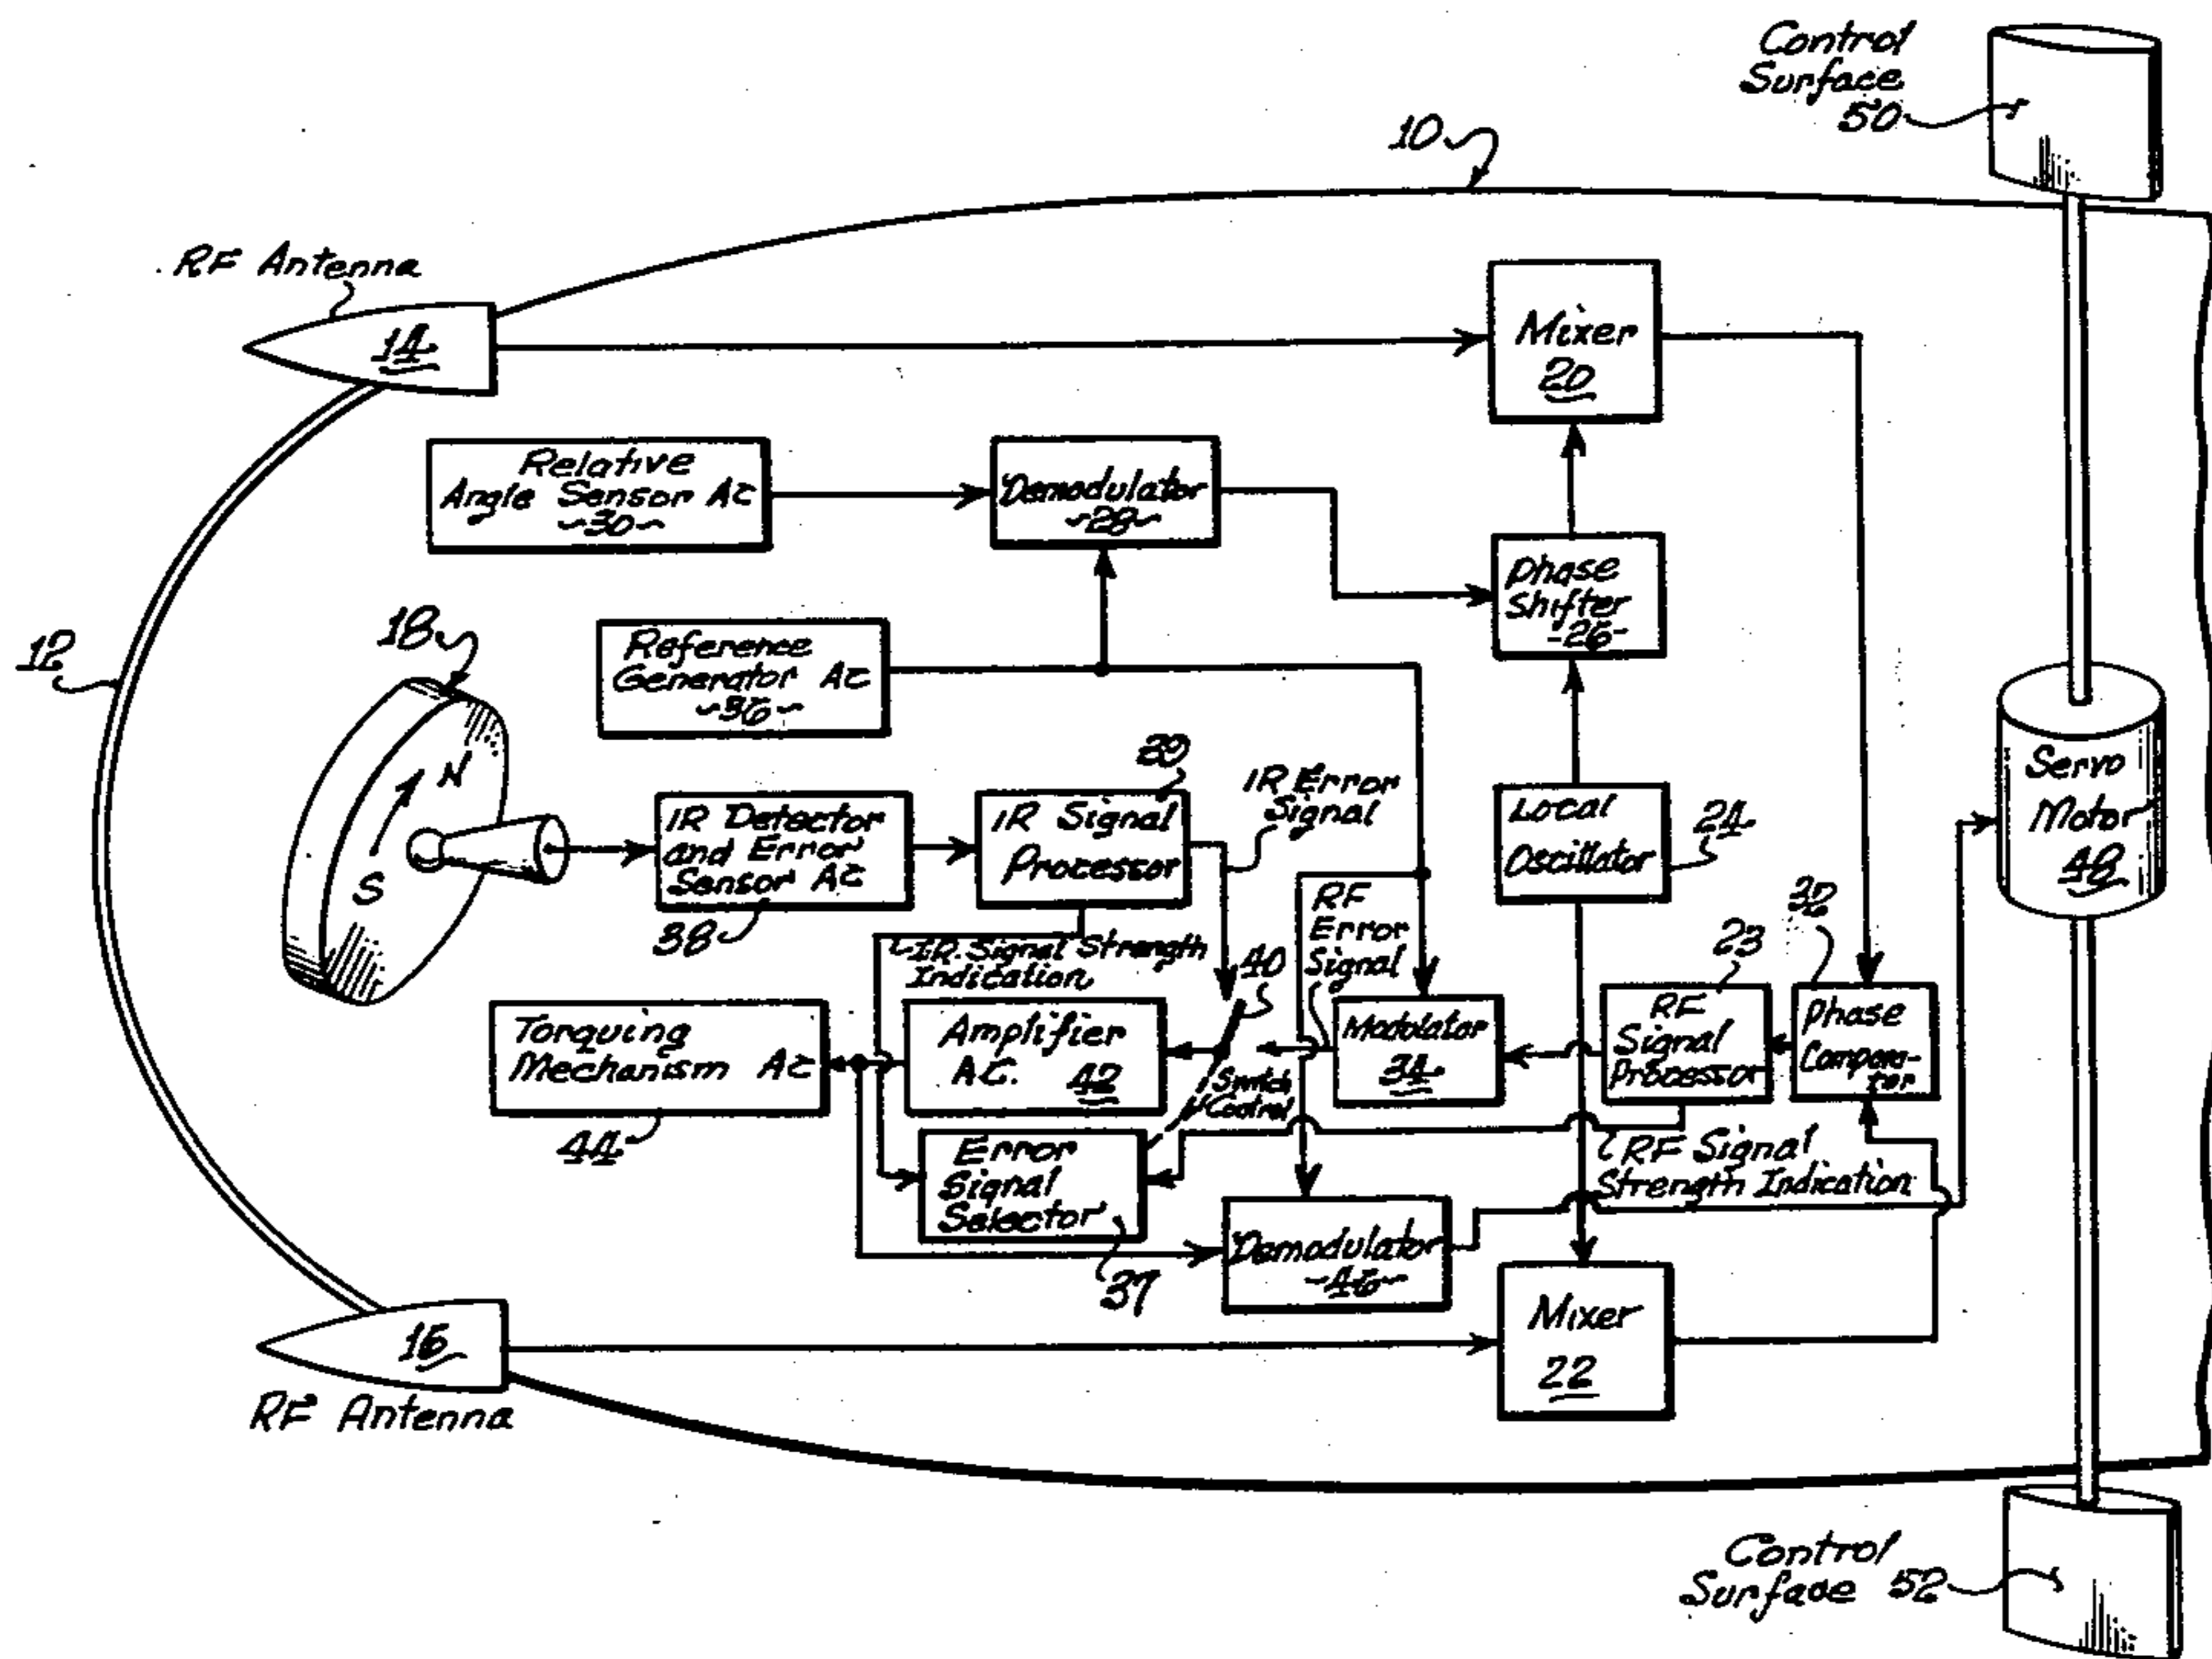 Control
Surface
50
10
RF Antenna
14
Mixer
20
Relative
Angle Sensor AC
~30~
Demodulator
~28~
Phase
Shifter
-26-
12
18
Reference
Generator AC
~36~
N
S
IR Detector
and Error
Sensor AC
38
IR Signal
Processor
IR Error
Signal
Local
Oscillator
24
Servo
Motor
48
IR Signal Strength
Indication
RF
Error
Signal
40
23
32
Torquing
Mechanism AC
44
Amplifier
A.C. 42
Modulator
34
RF
Signal
Processor
Phase
Compara-
tor
Switch
Control
Error
Signal
Selector
37
RF Signal
Strength Indication
Demodulator
-46-
16
RF Antenna
Mixer
22
Control
Surface 52